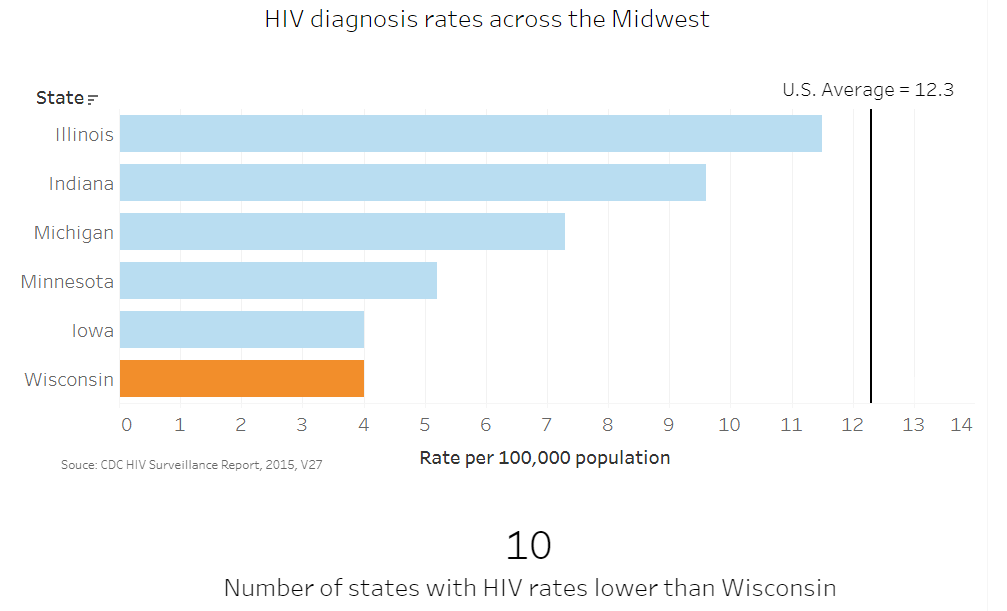 HIV diagnosis rates across the Midwest
U.S. Average = 12.3
State
Illinois
Indiana
Michigan
Minnesota
Iowa
Wisconsin
0 1 2 3 4 5 6 7 8 9 10 11 12 13 14
Rate per 100,000 population
Souce: CDC HIV Surveillance Report, 2015, V27
10
Number of states with HIV rates lower than Wisconsin